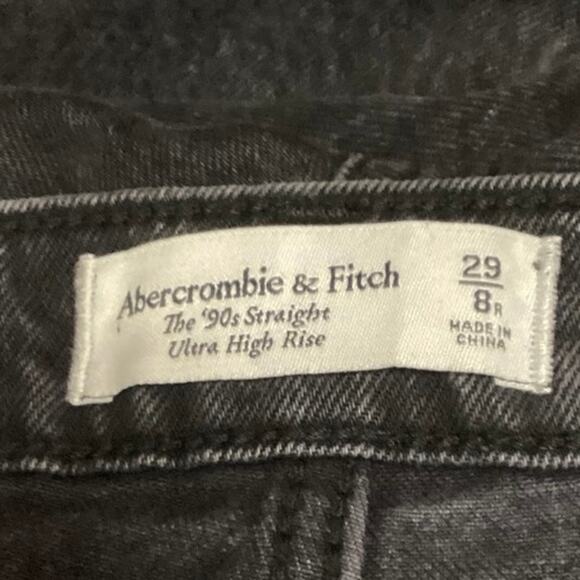 Abercrombie & Fitch
The '90s Straight
Ultra High Rise
29
8R
MADE IN
CHINA